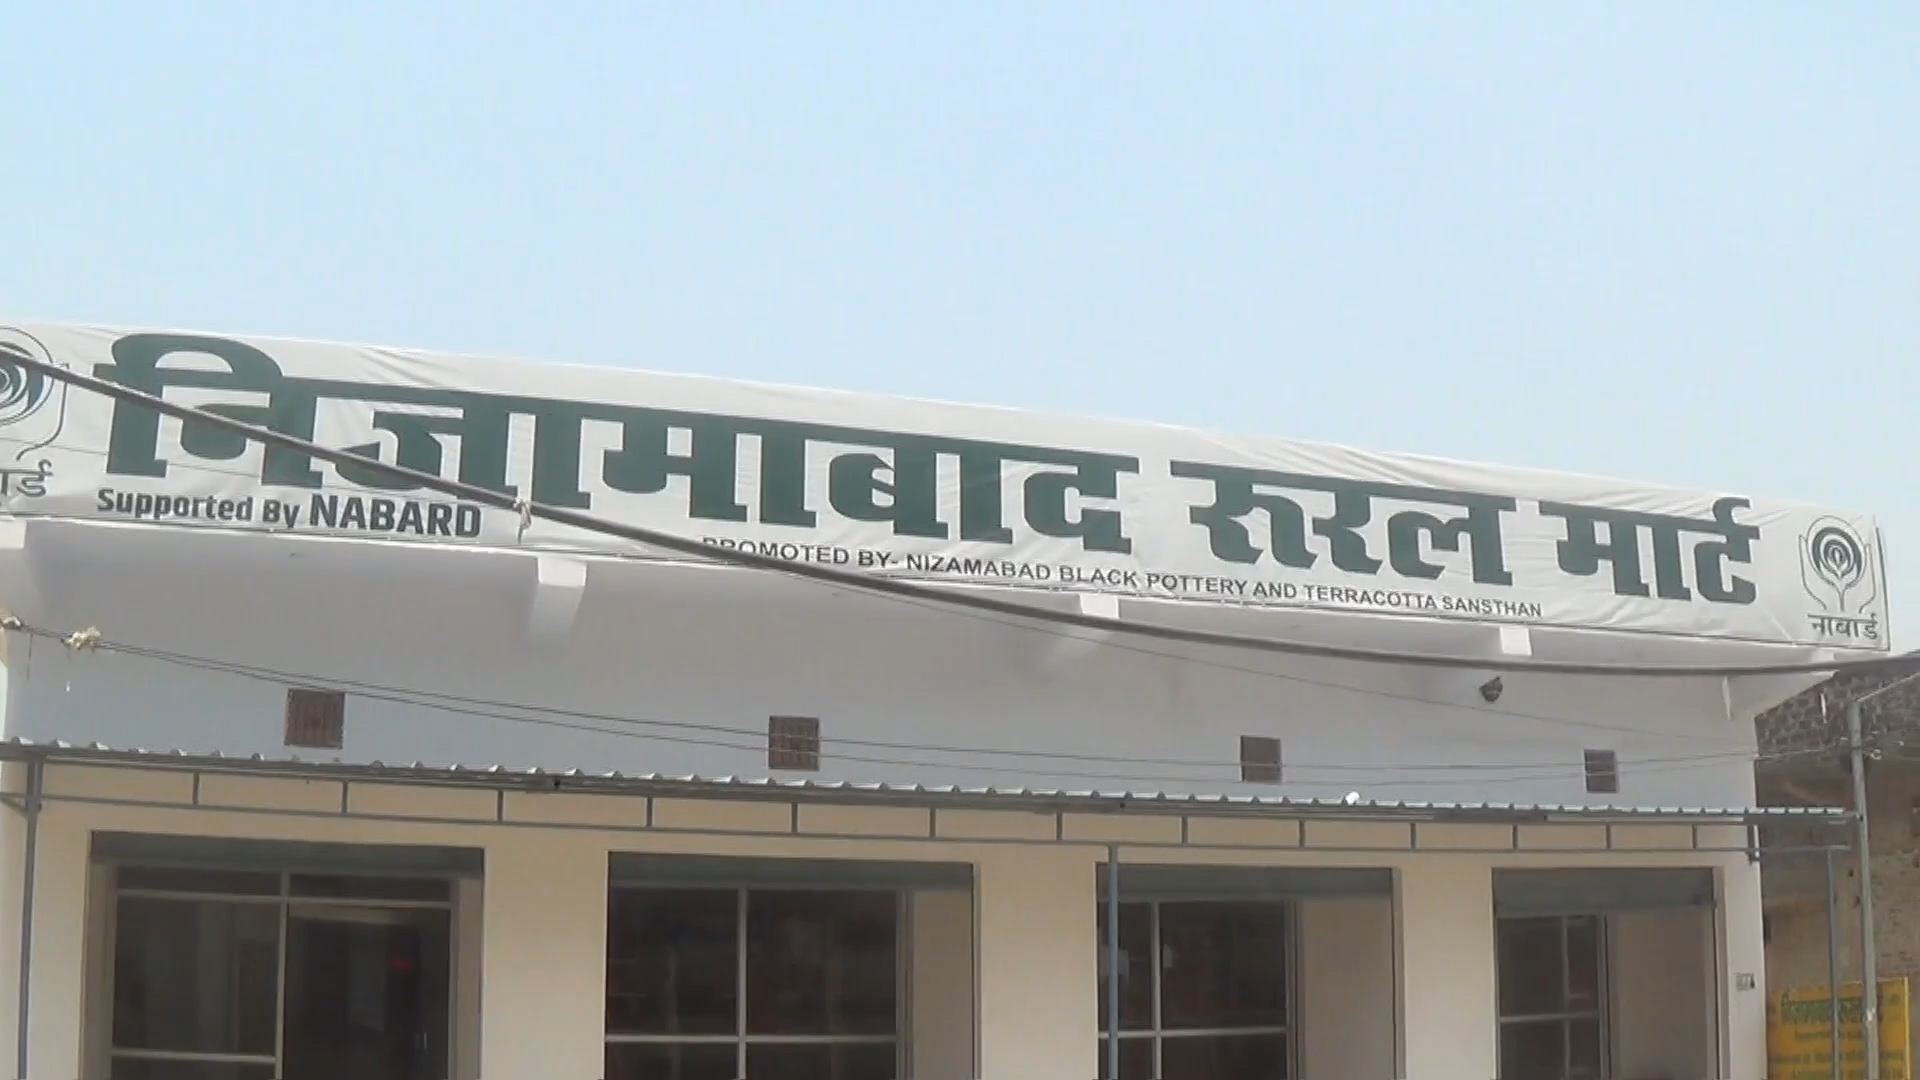 निजामाबाद रूरल मार्ट
Supported By NABARD
PROMOTED BY- NIZAMABAD BLACK POTTERY AND TERRACOTTA SANSTHAN
नाबार्ड